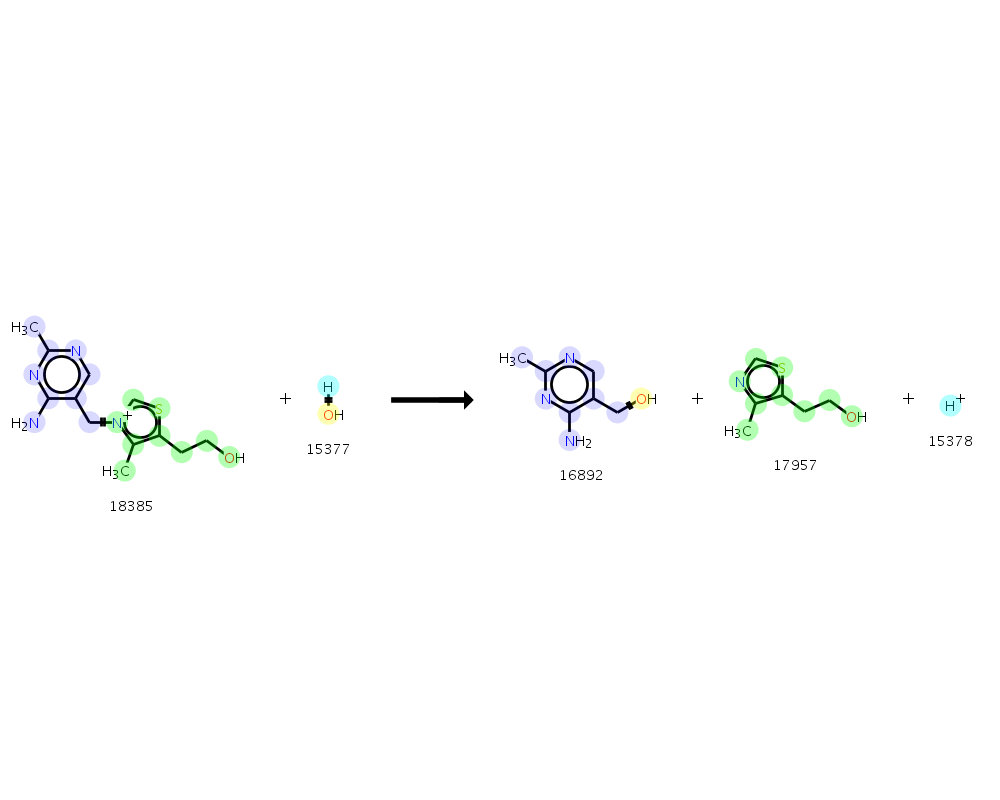 H3C
N
N
H2N
N+
S
H3C
OH
18385
+
H
OH
15377
H3C
N
N
OH
NH2
16892
+
S
N
H3C
OH
17957
+
H+
15378